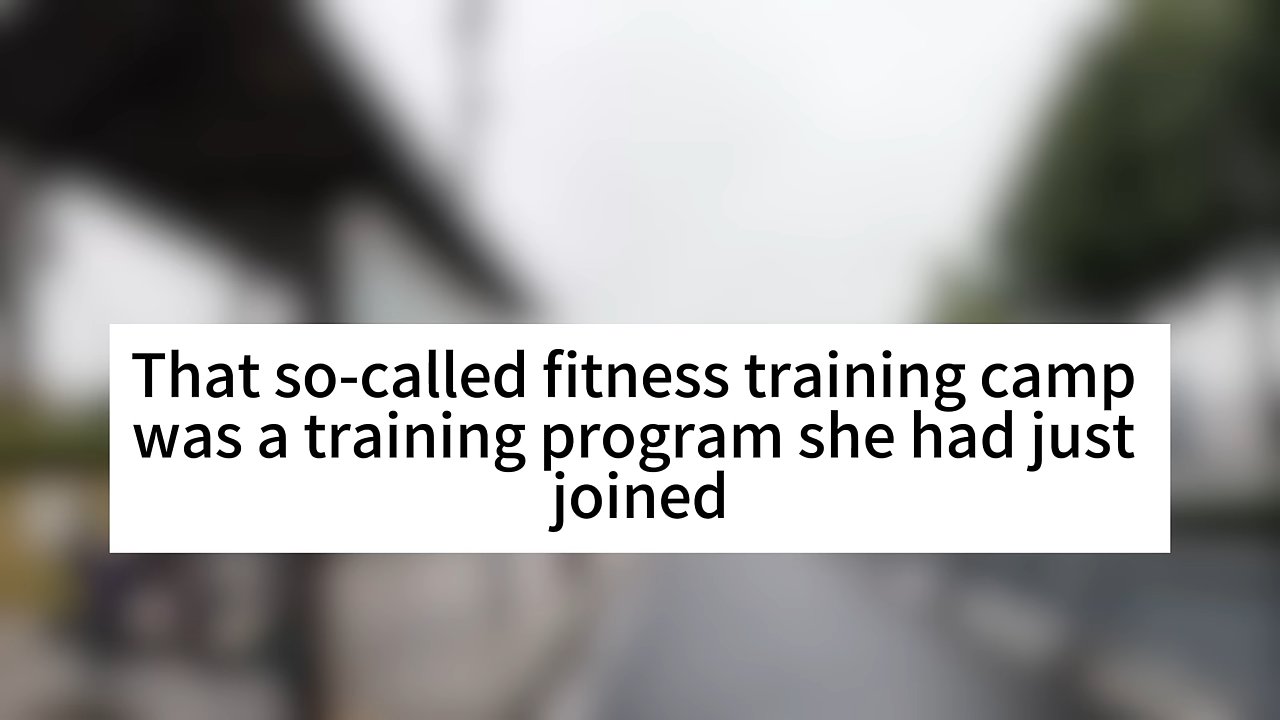 That so-called fitness training camp
was a training program she had just
joined